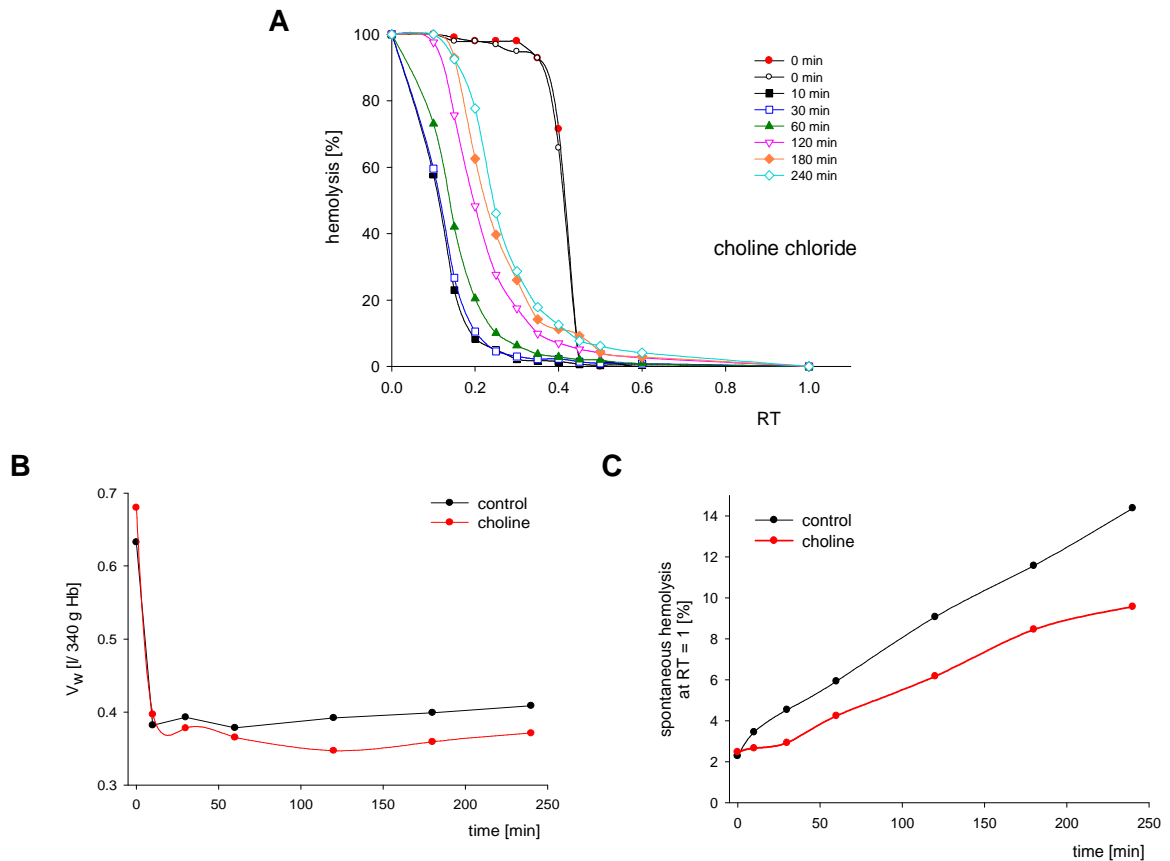 A
hemolysis [%]
100
80
60
40
20
0
0.0 0.2 0.4 0.6 0.8 1.0
RT
0 min
0 min
10 min
30 min
60 min
120 min
180 min
240 min
choline chloride
B
V_W [l/ 340 g Hb]
0.7
0.6
0.5
0.4
0.3
0 50 100 150 200 250
time [min]
control
choline
C
spontaneous hemolysis
at RT = 1 [%]
14
12
10
8
6
4
2
0
0 50 100 150 200 250
time [min]
control
choline